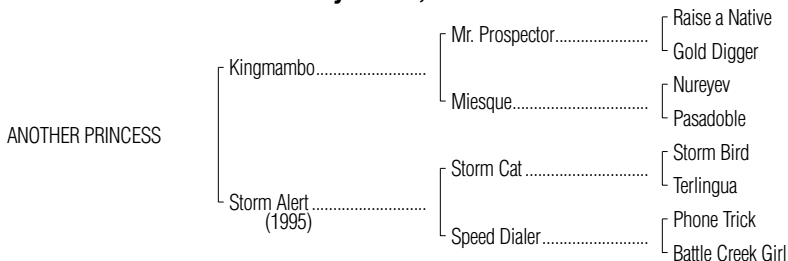 Raise a Native
Mr. Prospector
Gold Digger
Kingmambo
Nureyev
Miesque
Pasadoble
ANOTHER PRINCESS
Storm Bird
Storm Cat
Terlingua
Storm Alert
(1995)
Phone Trick
Speed Dialer
Battle Creek Girl